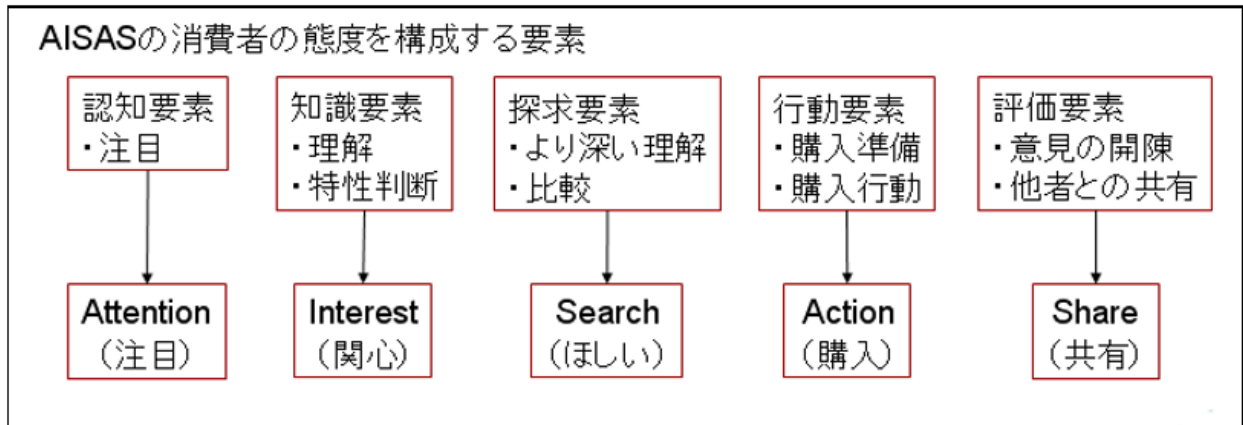 AISASの消費者の態度を構成する要素
認知要素
・注目
知識要素
・理解
・特性判断
探求要素
・より深い理解
・比較
行動要素
・購入準備
・購入行動
評価要素
・意見の開陳
・他者との共有
Attention
(注目)
Interest
(関心)
Search
(ほしい)
Action
(購入)
Share
(共有)